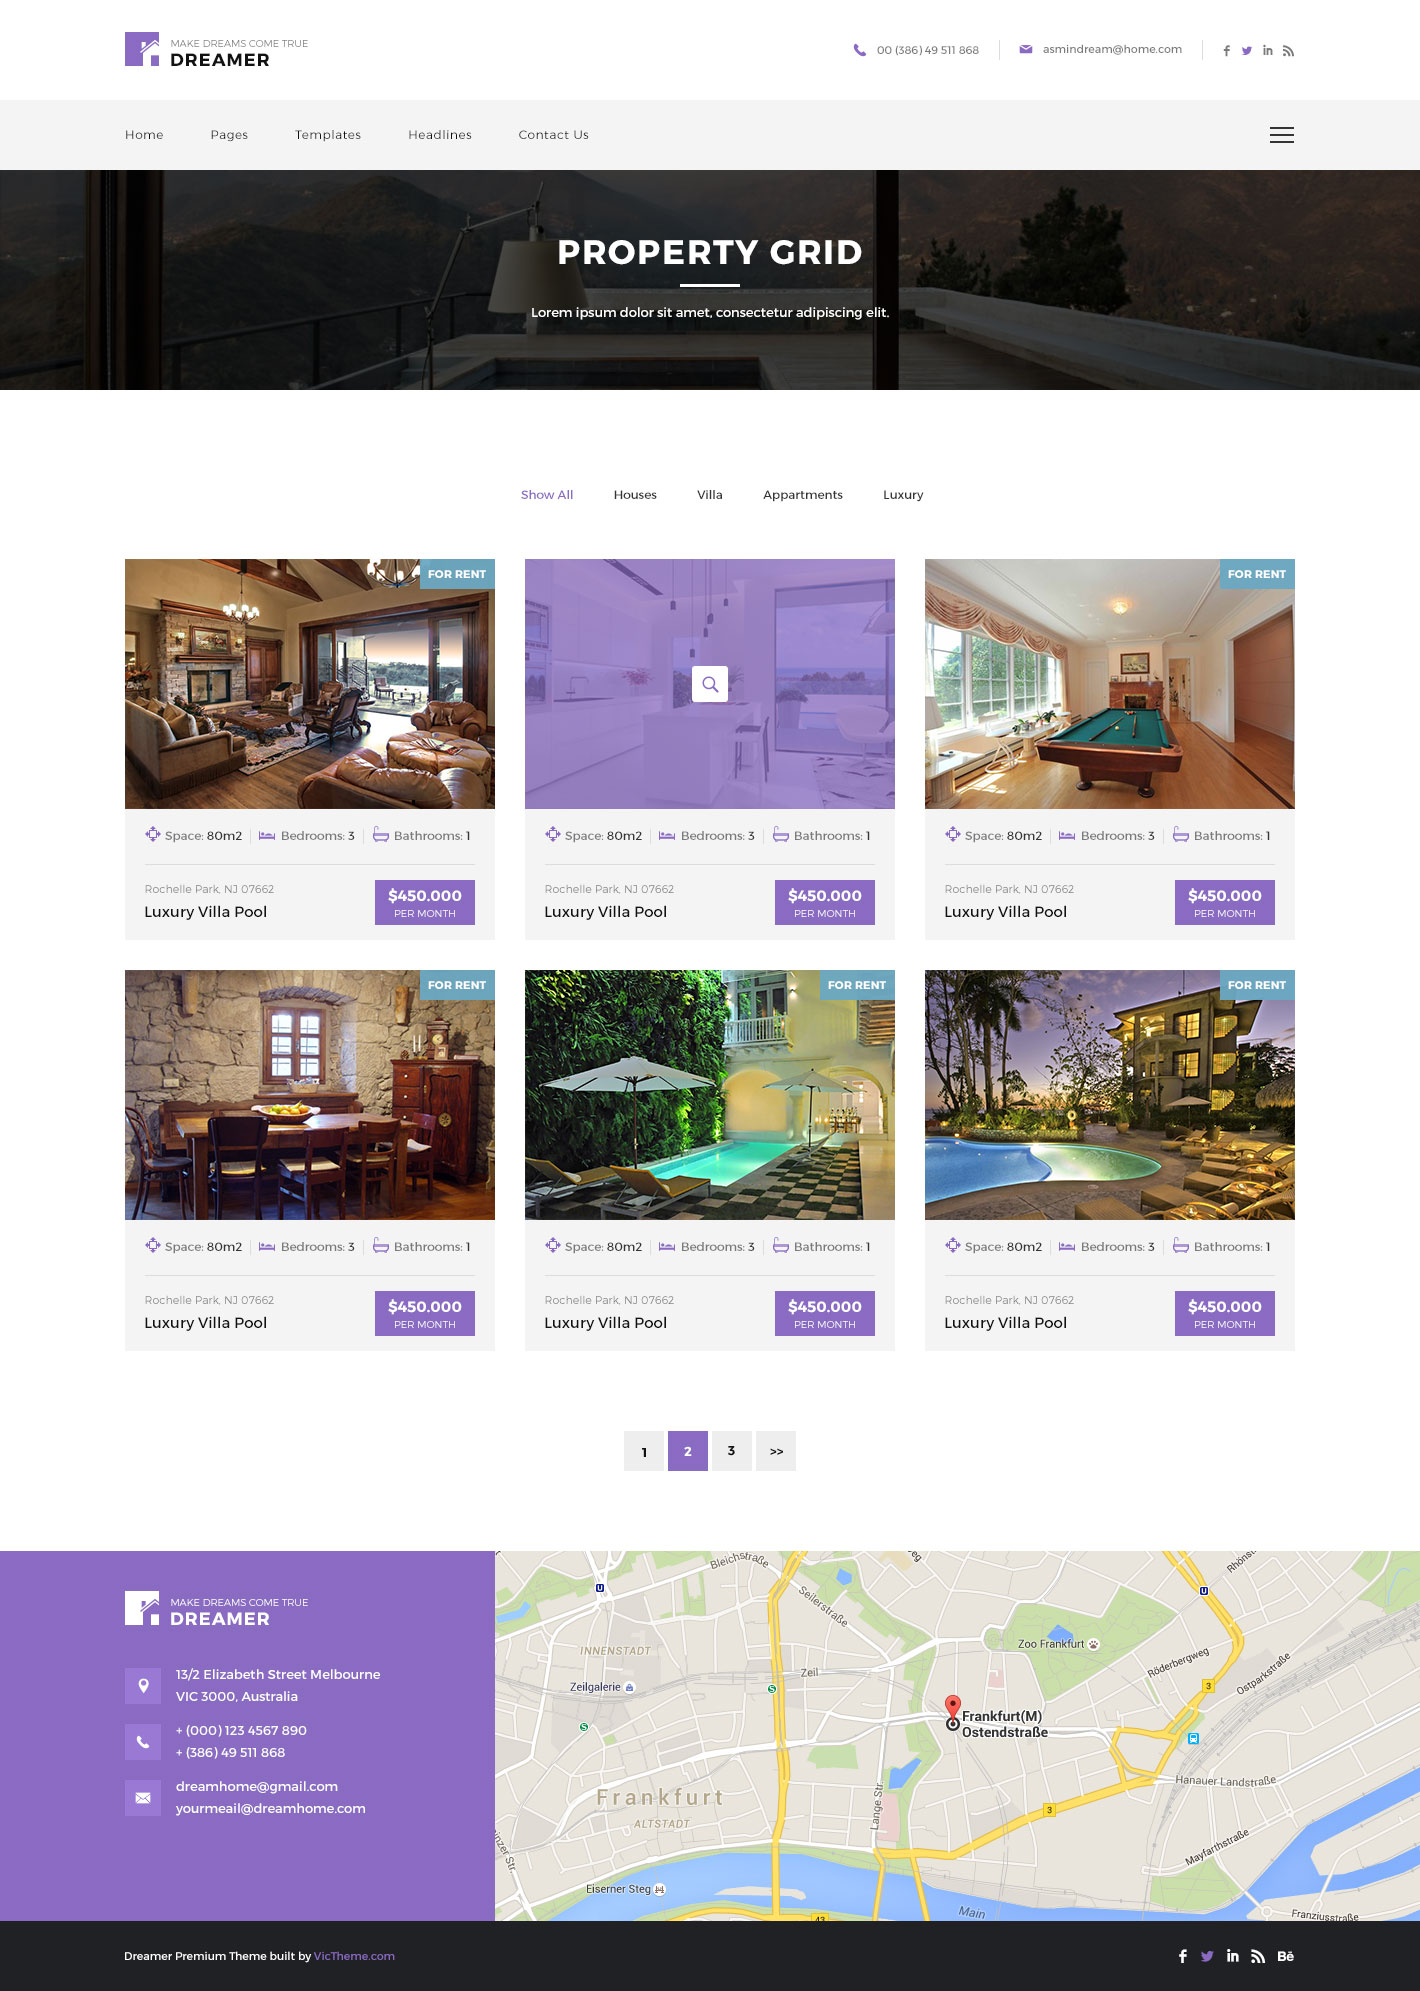 MAKE DREAMS COME TRUE
DREAMER
00 (386) 49 511 868
asmindream@home.com
Home Pages Templates Headlines Contact Us
PROPERTY GRID
Lorem ipsum dolor sit amet, consectetur adipiscing elit.
Show All Houses Villa Appartments Luxury
FOR RENT
FOR RENT
Space: 80m2 Bedrooms: 3 Bathrooms: 1
Rochelle Park, NJ 07662
Luxury Villa Pool
$450.000
PER MONTH
Space: 80m2 Bedrooms: 3 Bathrooms: 1
Rochelle Park, NJ 07662
Luxury Villa Pool
$450.000
PER MONTH
Space: 80m2 Bedrooms: 3 Bathrooms: 1
Rochelle Park, NJ 07662
Luxury Villa Pool
$450.000
PER MONTH
FOR RENT
FOR RENT
FOR RENT
Space: 80m2 Bedrooms: 3 Bathrooms: 1
Rochelle Park, NJ 07662
Luxury Villa Pool
$450.000
PER MONTH
Space: 80m2 Bedrooms: 3 Bathrooms: 1
Rochelle Park, NJ 07662
Luxury Villa Pool
$450.000
PER MONTH
Space: 80m2 Bedrooms: 3 Bathrooms: 1
Rochelle Park, NJ 07662
Luxury Villa Pool
$450.000
PER MONTH
1 2 3 >>
MAKE DREAMS COME TRUE
DREAMER
13/2 Elizabeth Street Melbourne
VIC 3000, Australia
+ (000) 123 4567 890
+ (386) 49 511 868
dreamhome@gmail.com
yourmeail@dreamhome.com
Bleichstraße
Seilerstraße
U
U
INNENSTADT
Zeil
Zeilgalerie
S
S
Zoo Frankfurt
Röderbergweg
Ostparkstraße
3
Frankfurt(M)
Ostendstraße
Hanauer Landstraße
Frankfurt
ALTSTADT
Lange Str
3
Mayfarthstraße
Eiserner Steg
Main
Franziusstraße
43
Dreamer Premium Theme built by VicTheme.com
Bē